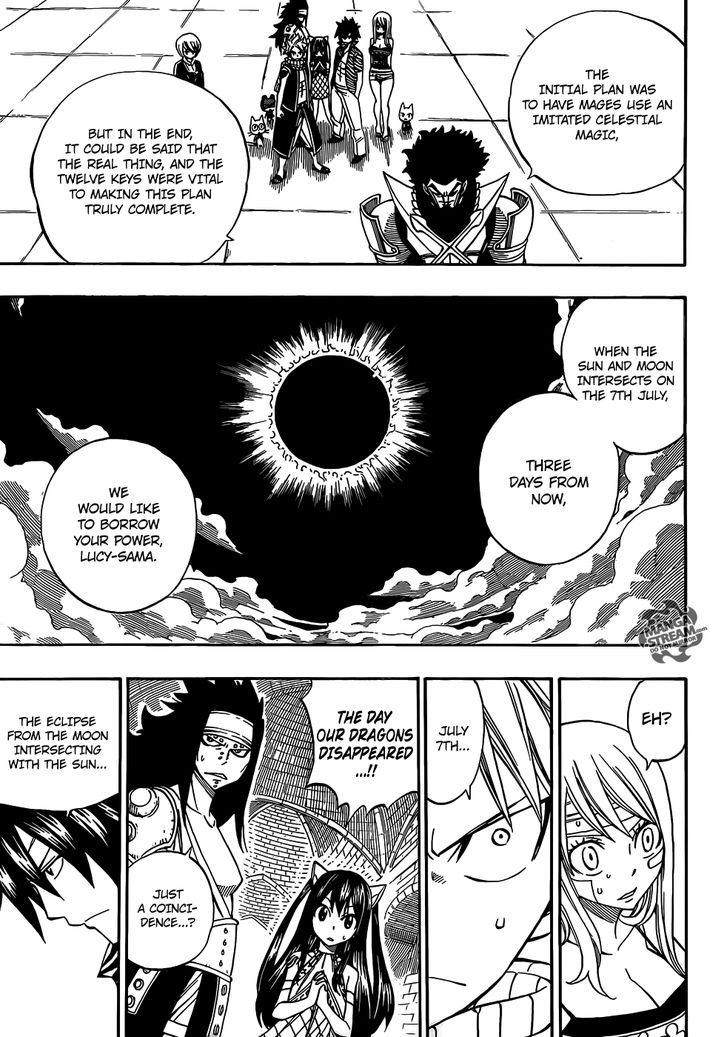 THE
INITIAL PLAN WAS
TO HAVE MAGES USE AN
IMITATED CELESTIAL
MAGIC,
BUT IN THE END,
IT COULD BE SAID THAT
THE REAL THING, AND THE
TWELVE KEYS WERE VITAL
TO MAKING THIS PLAN
TRULY COMPLETE.
WHEN THE
SUN AND MOON
INTERSECTS ON
THE 7TH JULY,
THREE
DAYS FROM
NOW,
WE
WOULD LIKE
TO BORROW
YOUR POWER,
LUCY-SAMA.
MANGA
STREAM.com
DO NOT MIRROR
EH?
JULY
7TH...
THE DAY
OUR DRAGONS
DISAPPEARED
...!!
JUST
A COINCI-
DENCE...?
THE ECLIPSE
FROM THE MOON
INTERSECTING
WITH THE SUN...